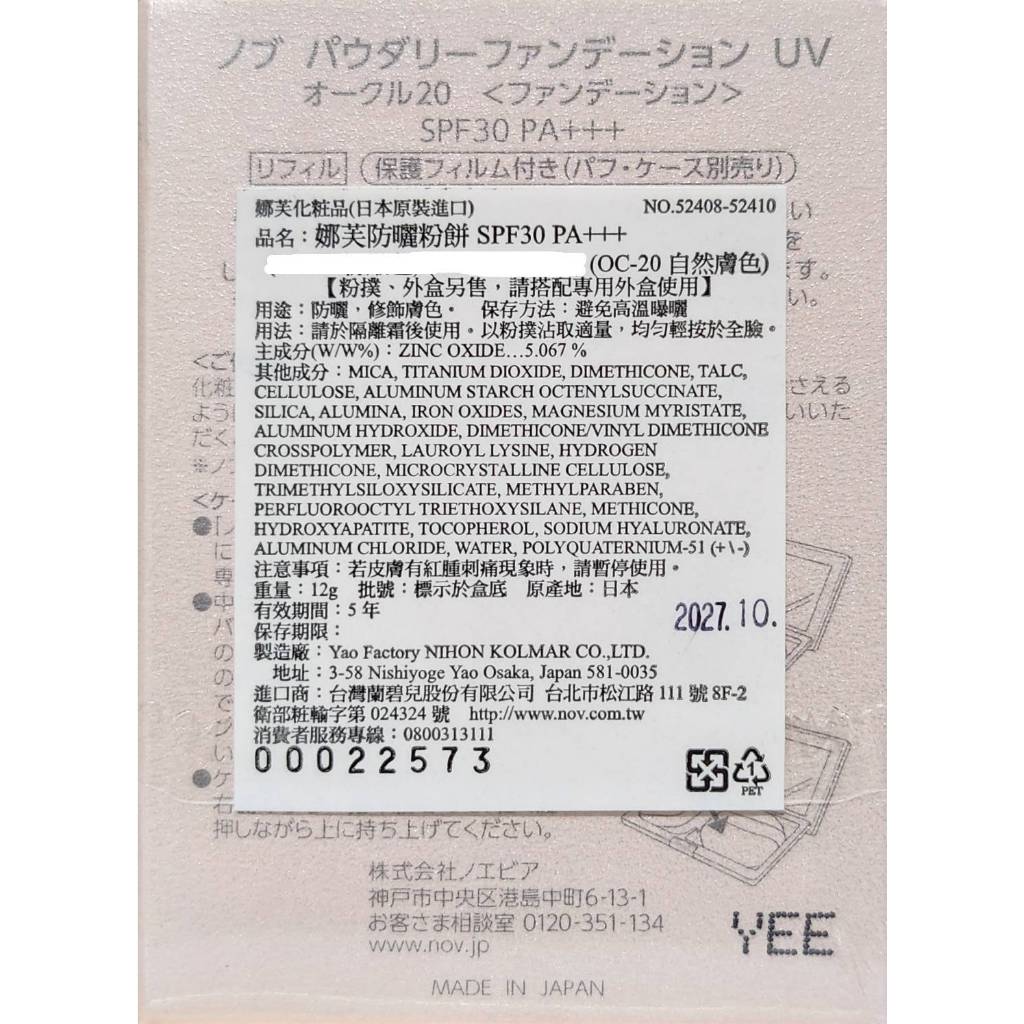 ノブ パウダリーファンデーション UV
オークル20 <ファンデーション>
SPF30 PA+++
リフィル (保護フィルム付き(パフ・ケース別売り))
娜芙化粧品(日本原裝進口) NO.52408-52410
品名：娜芙防曬粉餅 SPF30 PA+++
(OC-20 自然膚色)
【粉撲、外盒另售，請搭配專用外盒使用】
用途：防曬，修飾膚色。 保存方法：避免高溫曝曬
用法：請於隔離霜後使用。以粉撲沾取適量，均勻輕按於全臉。
主成分(W/W%)：ZINC OXIDE…5.067 %
其他成分：MICA, TITANIUM DIOXIDE, DIMETHICONE, TALC,
CELLULOSE, ALUMINUM STARCH OCTENYLSUCCINATE,
SILICA, ALUMINA, IRON OXIDES, MAGNESIUM MYRISTATE,
ALUMINUM HYDROXIDE, DIMETHICONE/VINYL DIMETHICONE
CROSSPOLYMER, LAUROYL LYSINE, HYDROGEN
DIMETHICONE, MICROCRYSTALLINE CELLULOSE,
TRIMETHYLSILOXYSILICATE, METHYLPARABEN,
PERFLUOROOCTYL TRIETHOXYSILANE, METHICONE,
HYDROXYAPATITE, TOCOPHEROL, SODIUM HYALURONATE,
ALUMINUM CHLORIDE, WATER, POLYQUATERNIUM-51 (+ \ -)
注意事項：若皮膚有紅腫刺痛現象時，請暫停使用。
重量：12g 批號：標示於盒底 原產地：日本
有效期間：5 年
保存期限： 2027.10.
製造廠：Yao Factory NIHON KOLMAR CO.,LTD.
地址：3-58 Nishiyoge Yao Osaka, Japan 581-0035
進口商：台灣蘭碧兒股份有限公司 台北市松江路 111 號 8F-2
衛部粧輸字第 024324 號 http://www.nov.com.tw
消費者服務專線：0800313111
00022573
PET
押しながら上に持ち上げてください。
株式会社ノエビア
神戸市中央区港島中町6-13-1
お客さま相談室 0120-351-134
www.nov.jp
YEE
MADE IN JAPAN